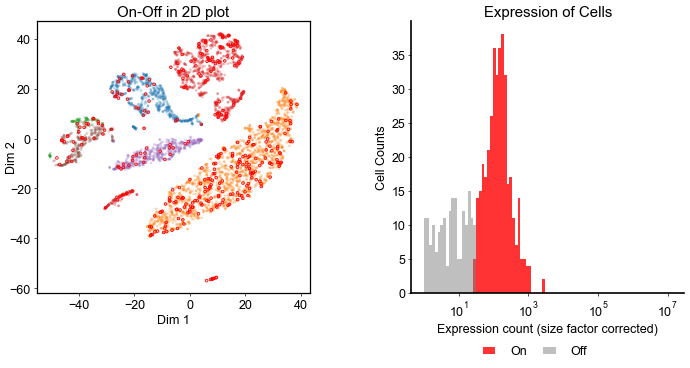 On-Off in 2D plot
Expression of Cells
40
20
0
−20
−40
−60
Dim 2
−40
−20
0
20
40
Dim 1
35
30
25
20
15
10
5
0
Cell Counts
10^1
10^3
10^5
10^7
Expression count (size factor corrected)
On
Off